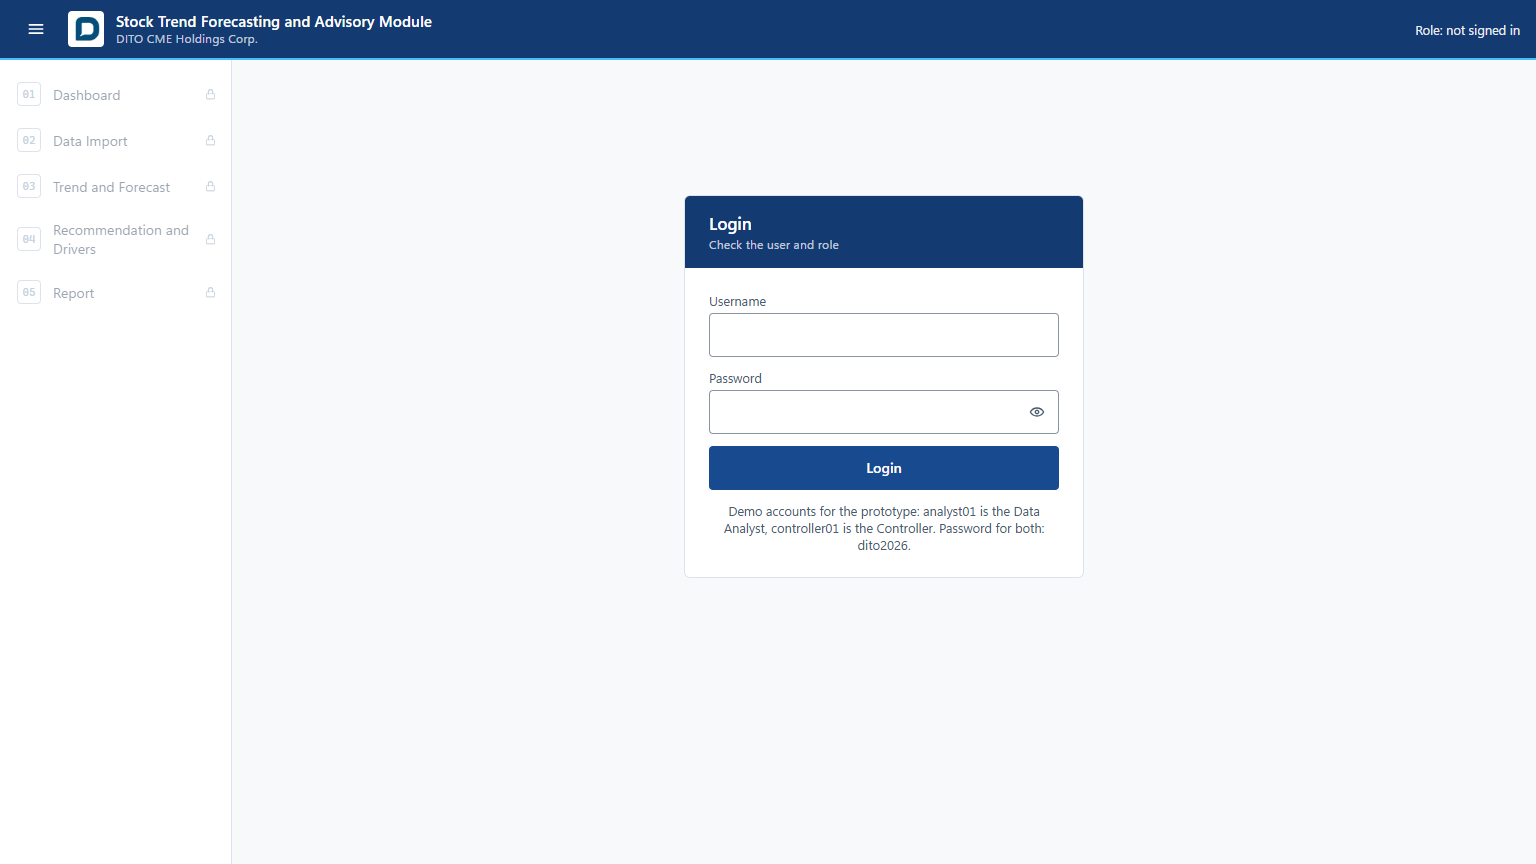 Stock Trend Forecasting and Advisory Module
DITO CME Holdings Corp.
Role: not signed in
01 Dashboard
02 Data Import
03 Trend and Forecast
04 Recommendation and
Drivers
05 Report
Login
Check the user and role
Username
Password
Login
Demo accounts for the prototype: analyst01 is the Data
Analyst, controller01 is the Controller. Password for both:
dito2026.